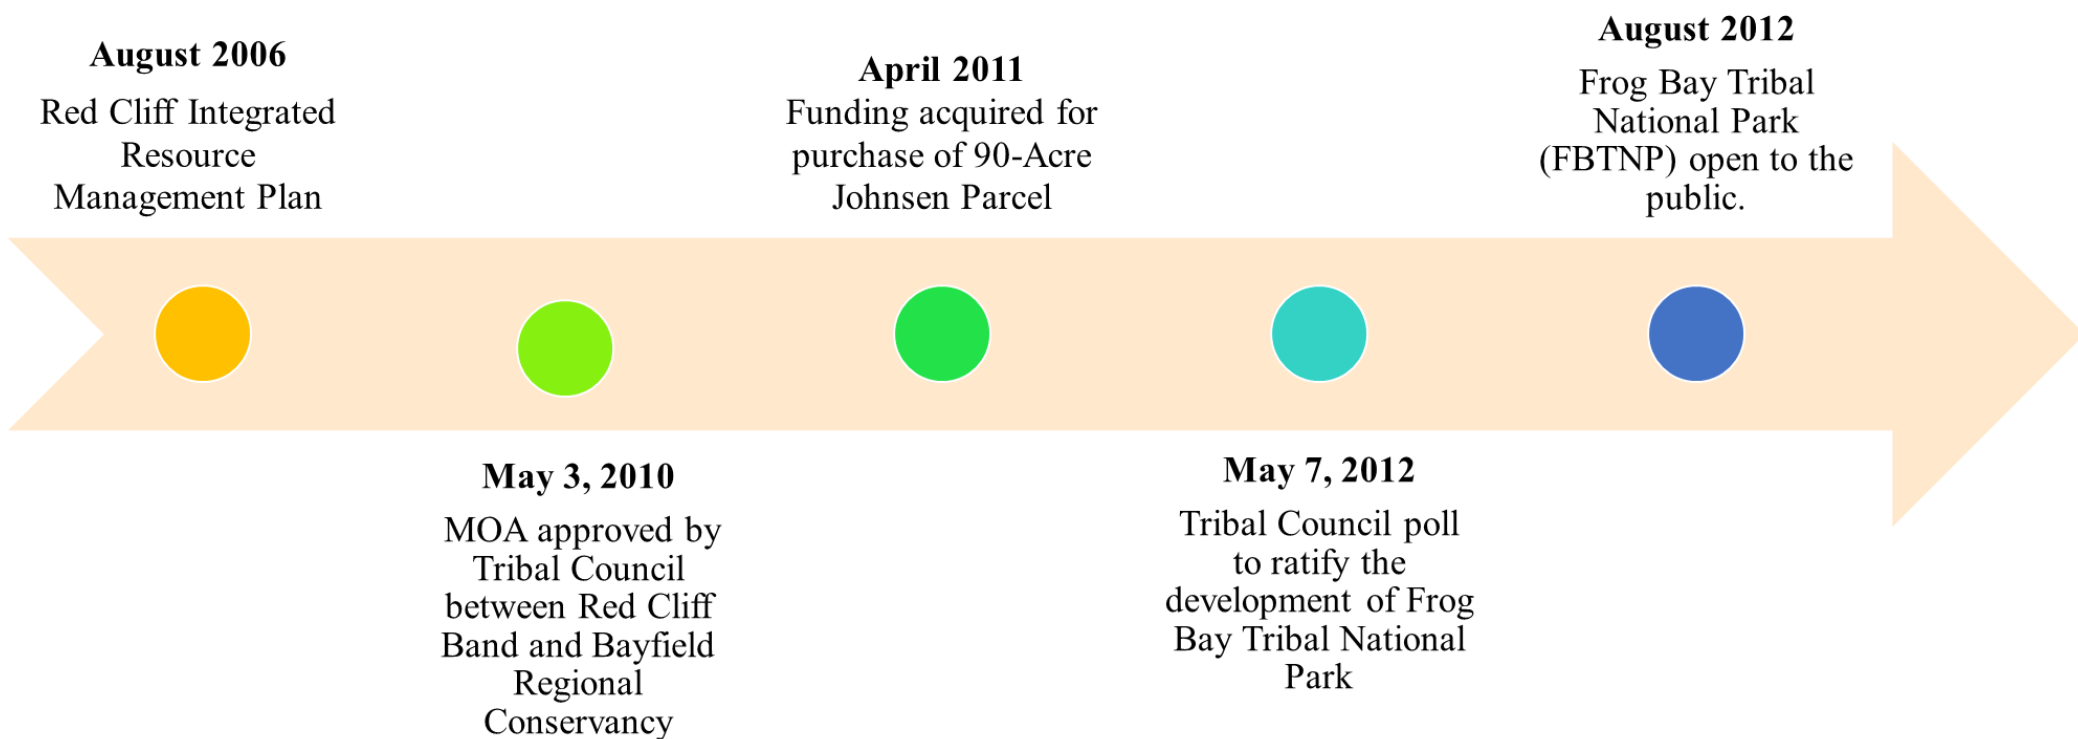 August 2006
Red Cliff Integrated
Resource
Management Plan
May 3, 2010
MOA approved by
Tribal Council
between Red Cliff
Band and Bayfield
Regional
Conservancy
April 2011
Funding acquired for
purchase of 90-Acre
Johnsen Parcel
May 7, 2012
Tribal Council poll
to ratify the
development of Frog
Bay Tribal National
Park
August 2012
Frog Bay Tribal
National Park
(FBTNP) open to the
public.